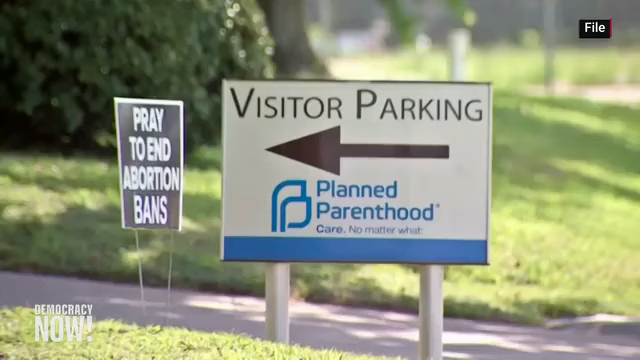 File
PRAY
TO END
ABORTION
BANS
VISITOR PARKING
Planned
Parenthood®
Care. No matter what.
DEMOCRACY
NOW!